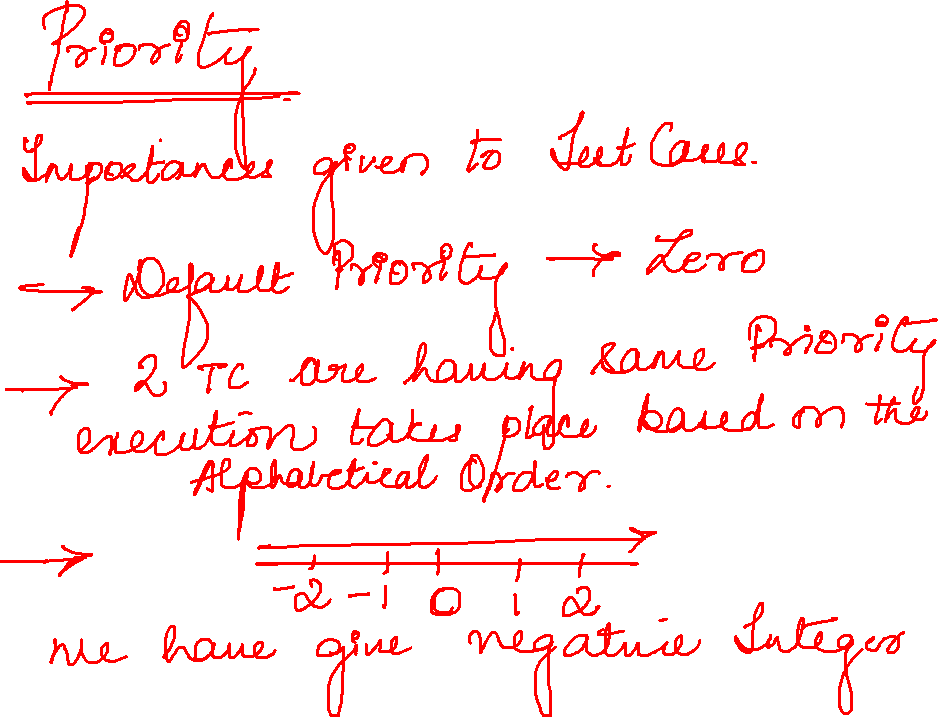 Priority
Importances given to Test Cases.
→ Default Priority → Zero
→ 2 TC are having same Priority
execution takes place based on the
Alphabetical Order.
→
-2 -1 0 1 2
We have give negative Integer